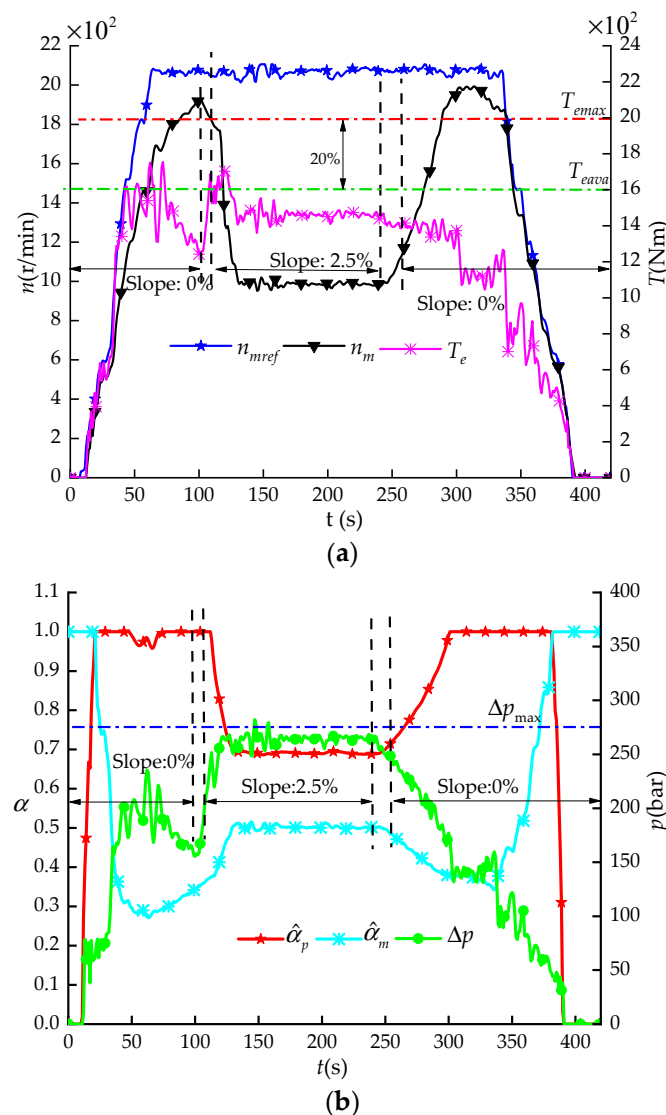 ×10²
×10²
22
24
20
22
18
20
16
18
14
16
12
14
10
12
8
10
6
8
4
6
2
4
0
2
0
T_emax
T_eava
20%
Slope: 0%
Slope: 2.5%
Slope: 0%
n(r/min)
T(Nm)
n_mref
n_m
T_e
0 50 100 150 200 250 300 350 400
t (s)
(a)
1.1
400
1.0
350
0.9
300
0.8
Δp_max
0.7
250
Slope:0%
Slope:2.5%
Slope:0%
0.6
200
α
p(bar)
0.5
150
0.4
0.3
100
α̂_p
α̂_m
Δp
0.2
50
0.1
0.0
0
0 50 100 150 200 250 300 350 400
t(s)
(b)